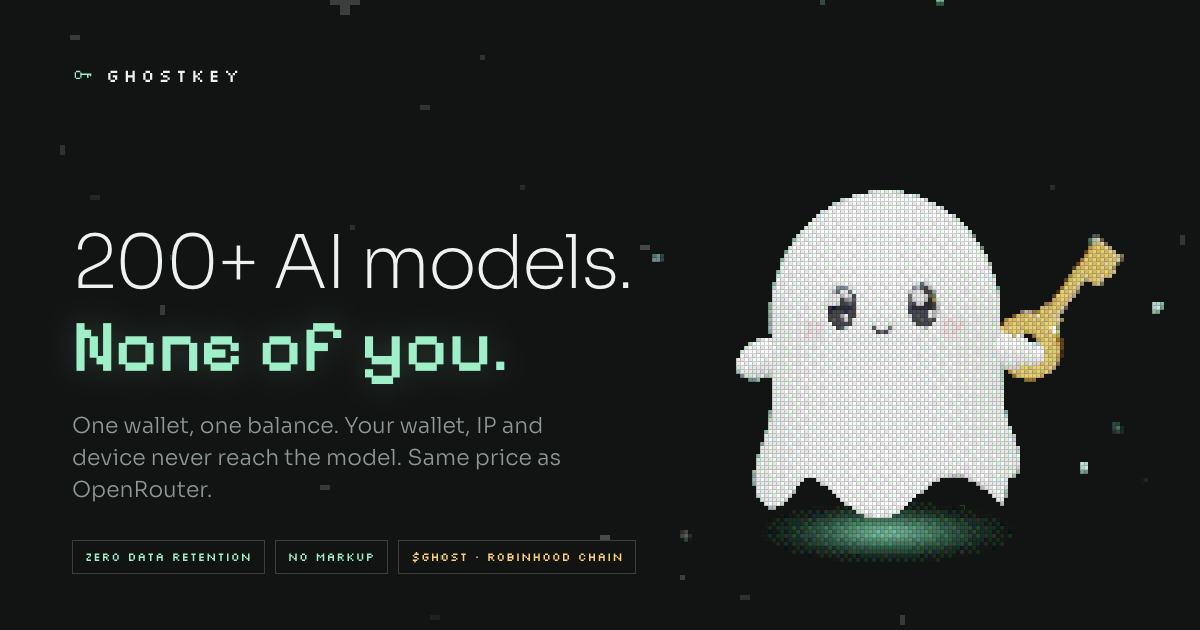 GHOSTKEY
200+ AI models.
None of you.
One wallet, one balance. Your wallet, IP and
device never reach the model. Same price as
OpenRouter.
ZERO DATA RETENTION
NO MARKUP
$GHOST · ROBINHOOD CHAIN